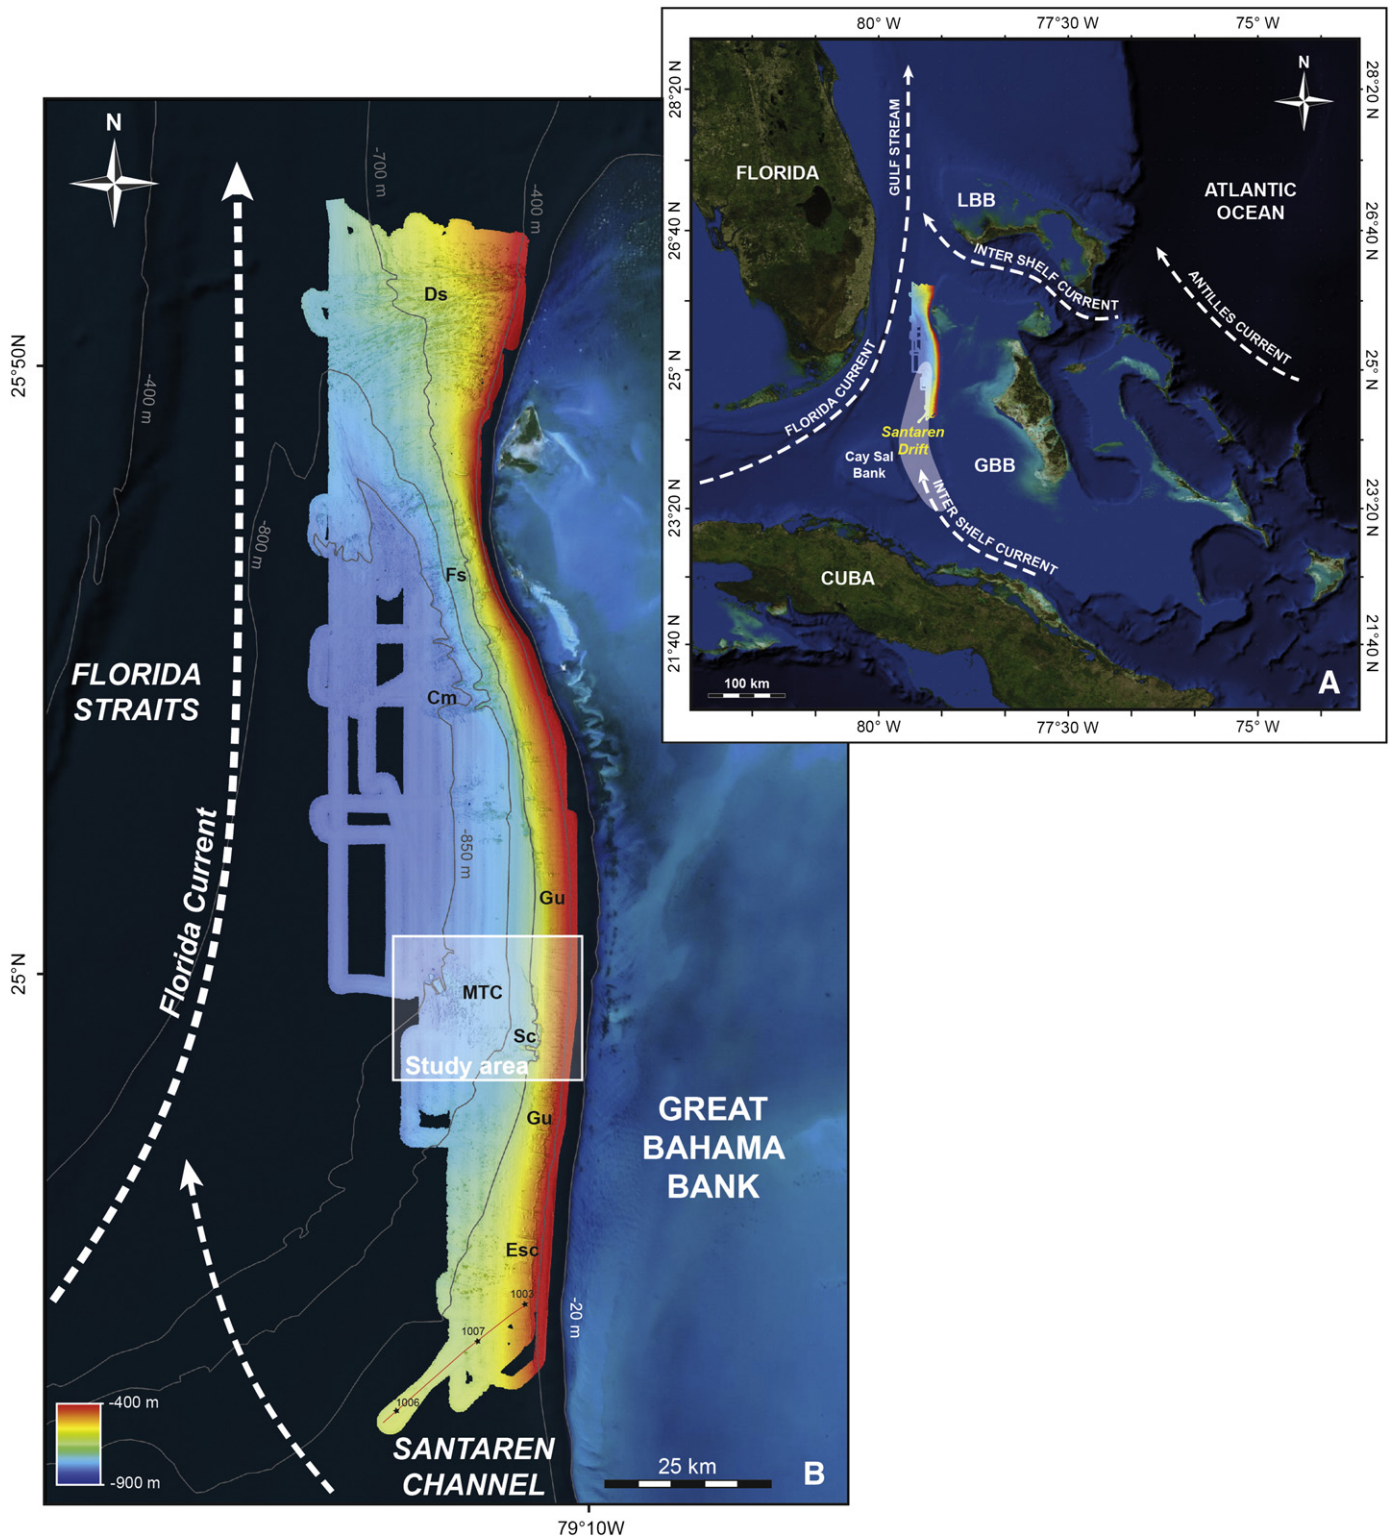 80° W
77°30 W
75° W
28°20 N
26°40 N
25° N
23°20 N
21°40 N
28°20 N
26°40 N
25° N
23°20 N
21°40 N
N
FLORIDA
GULF STREAM
LBB
ATLANTIC
OCEAN
INTER SHELF CURRENT
ANTILLES CURRENT
FLORIDA CURRENT
Santaren
Drift
Cay Sal
Bank
GBB
INTER SHELF CURRENT
CUBA
100 km
A
80° W
77°30 W
75° W
N
-700 m
-400 m
Ds
25°50N
-400 m
-800 m
Fs
FLORIDA
STRAITS
Cm
Florida Current
-850 m
Gu
25°N
MTC
Sc
Study area
Gu
GREAT
BAHAMA
BANK
Esc
1003
-20 m
1007
1006
-400 m
-900 m
SANTAREN
CHANNEL
25 km
B
79°10W